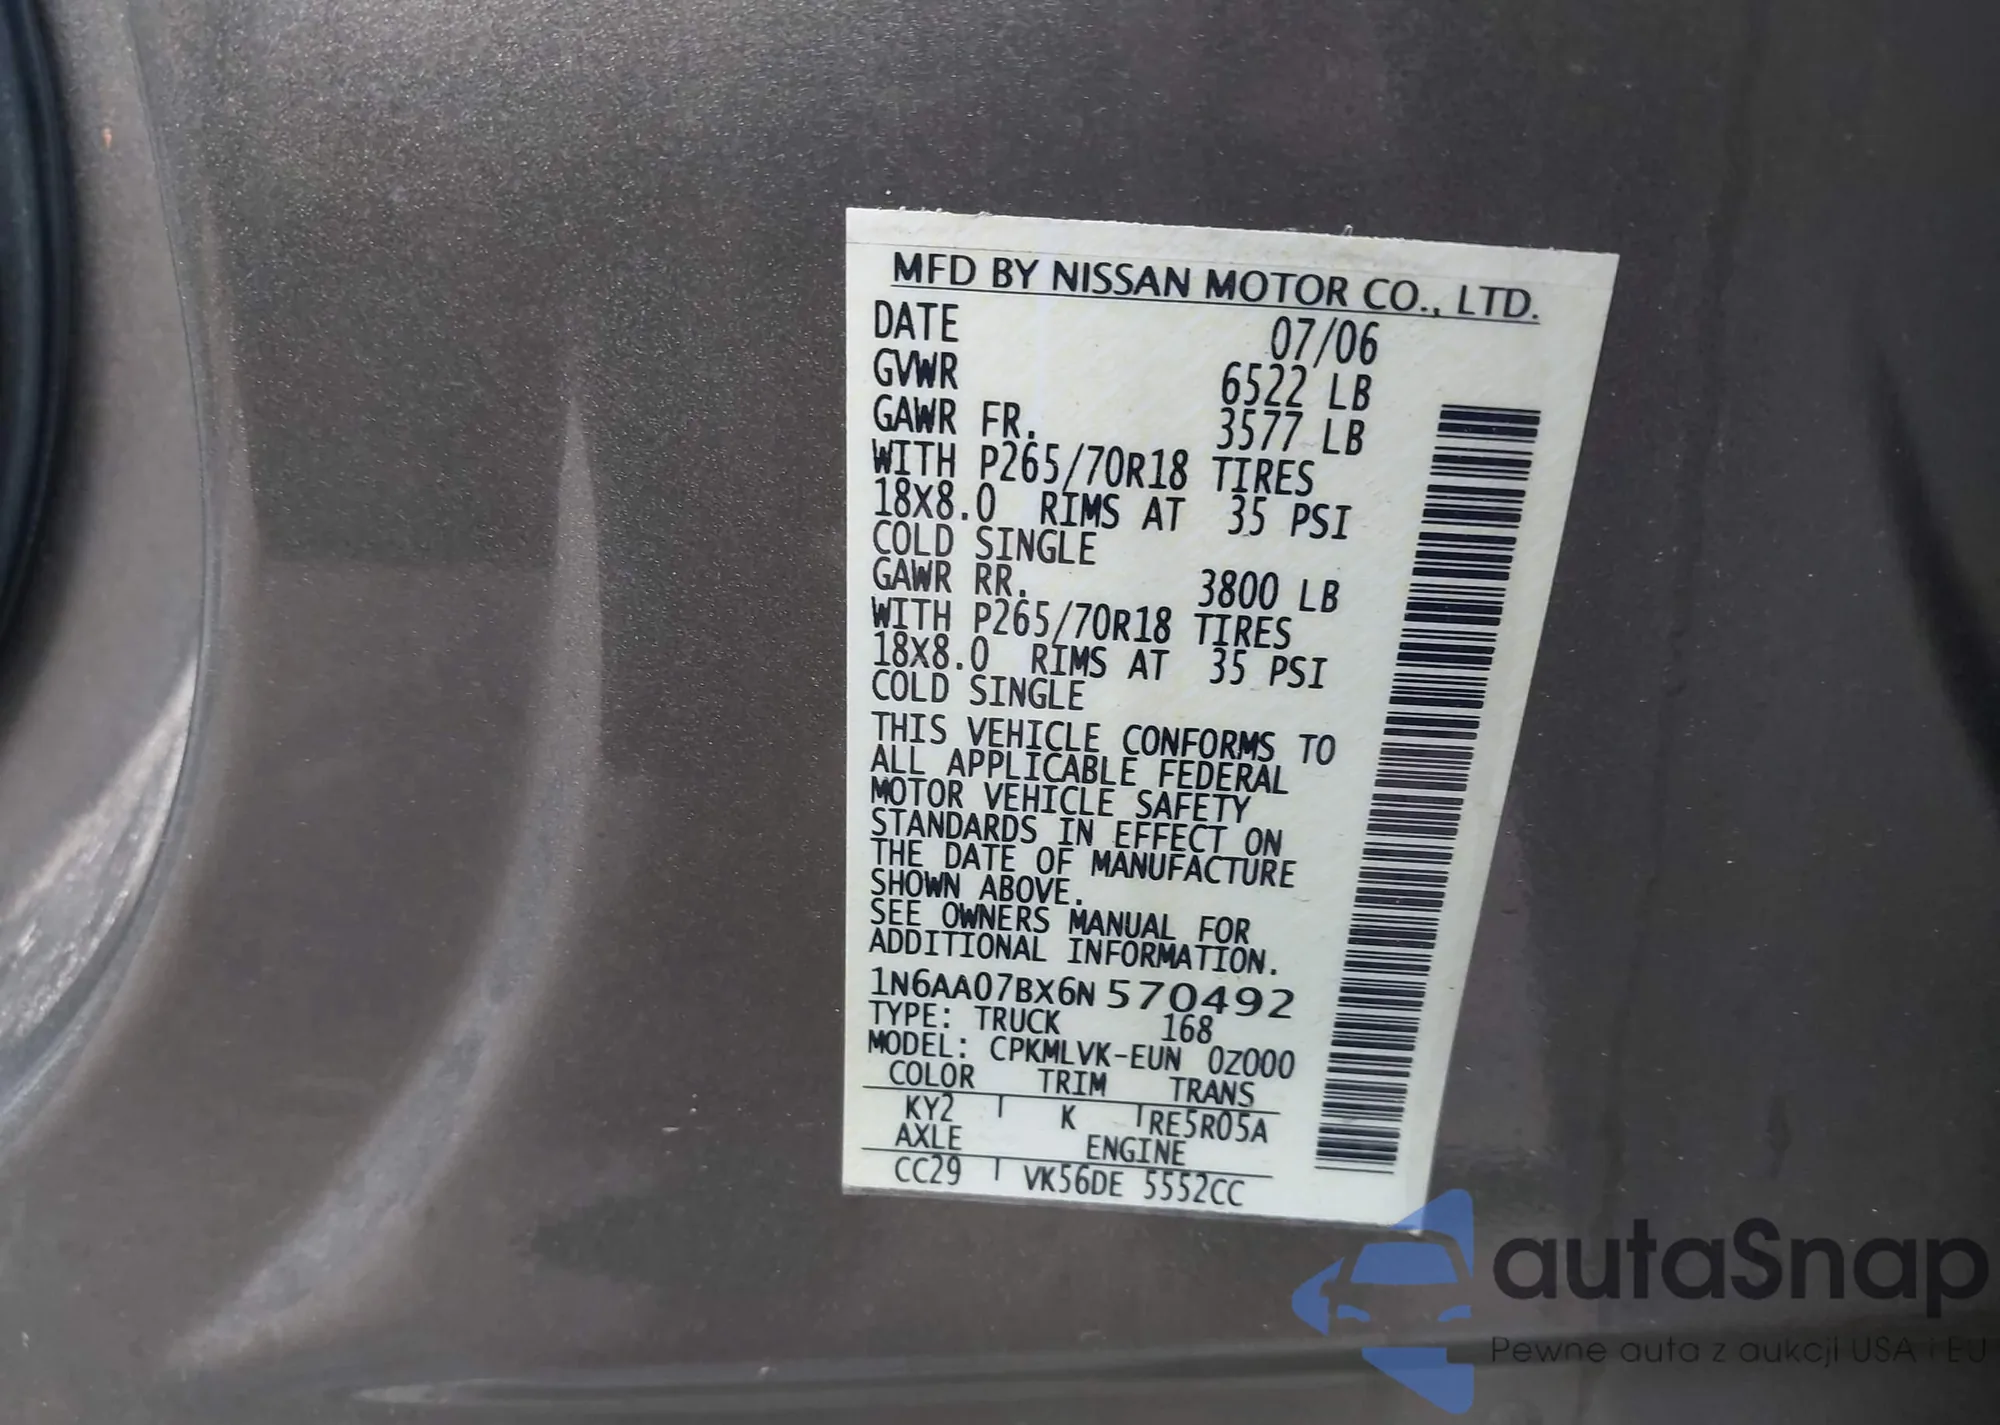 MFD BY NISSAN MOTOR CO., LTD.
DATE 07/06
GVWR 6522 LB
GAWR FR. 3577 LB
WITH P265/70R18 TIRES
18X8.0 RIMS AT 35 PSI
COLD SINGLE
GAWR RR. 3800 LB
WITH P265/70R18 TIRES
18X8.0 RIMS AT 35 PSI
COLD SINGLE
THIS VEHICLE CONFORMS TO
ALL APPLICABLE FEDERAL
MOTOR VEHICLE SAFETY
STANDARDS IN EFFECT ON
THE DATE OF MANUFACTURE
SHOWN ABOVE.
SEE OWNERS MANUAL FOR
ADDITIONAL INFORMATION.
1N6AA07BX6N570492
TYPE: TRUCK 168
MODEL: CPKMLVK-EUN 0Z000
COLOR TRIM TRANS
KY2 K RE5R05A
AXLE ENGINE
CC29 VK56DE 5552CC
autaSnap
Pewne auta z aukcji USA i EU